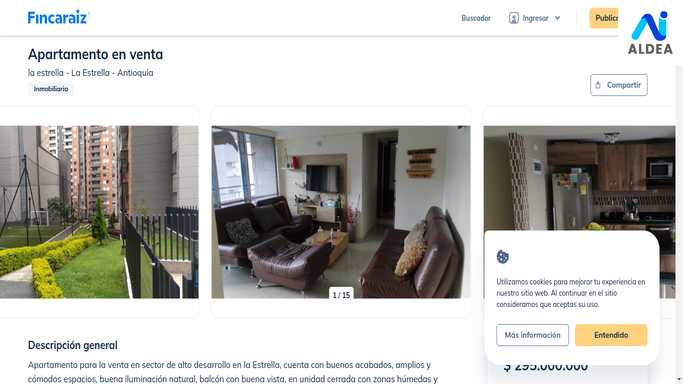 Fincaraiz
Buscador
Ingresar
Publica
ALDEA
Apartamento en venta
la estrella - La Estrella - Antioquia
Inmobiliario
Compartir
1 / 15
Utilizamos cookies para mejorar tu experiencia en
nuestro sitio web. Al continuar en el sitio
consideramos que aceptas su uso.
Más información
Entendido
$ 295.000.000
Descripción general
Apartamento para la venta en sector de alto desarrollo en la Estrella, cuenta con buenos acabados, amplios y
cómodos espacios, buena iluminación natural, balcón con buena vista, en unidad cerrada con zonas húmedas y